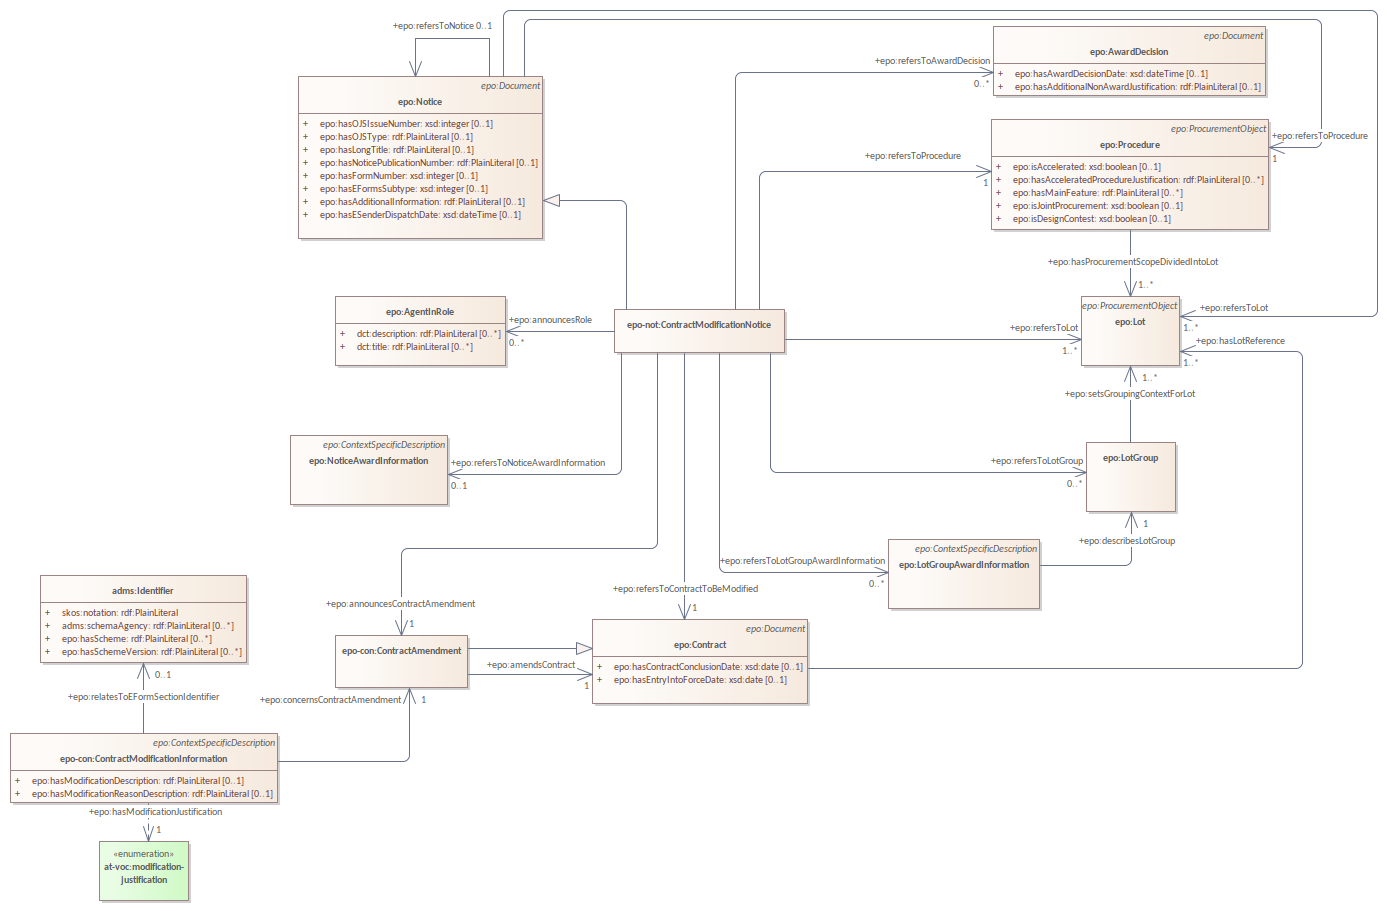 +epo:refersToNotice 0..1
epo:Document
epo:Notice
+ epo:hasOJSIssueNumber: xsd:integer [0..1]
+ epo:hasOJSType: rdf:PlainLiteral [0..1]
+ epo:hasLongTitle: rdf:PlainLiteral [0..1]
+ epo:hasNoticePublicationNumber: rdf:PlainLiteral [0..1]
+ epo:hasFormNumber: xsd:integer [0..1]
+ epo:hasEFormsSubtype: xsd:integer [0..1]
+ epo:hasAdditionalInformation: rdf:PlainLiteral [0..1]
+ epo:hasESenderDispatchDate: xsd:dateTime [0..1]
epo:Document
epo:AwardDecision
+ epo:hasAwardDecisionDate: xsd:dateTime [0..1]
+ epo:hasAdditionalNonAwardJustification: rdf:PlainLiteral [0..1]
+epo:refersToAwardDecision
0..*
epo:ProcurementObject
epo:Procedure
+ epo:isAccelerated: xsd:boolean [0..1]
+ epo:hasAcceleratedProcedureJustification: rdf:PlainLiteral [0..*]
+ epo:hasMainFeature: rdf:PlainLiteral [0..*]
+ epo:isJointProcurement: xsd:boolean [0..1]
+ epo:isDesignContest: xsd:boolean [0..1]
+epo:refersToProcedure
1
+epo:refersToProcedure
1
+epo:hasProcurementScopeDividedIntoLot
1..*
epo:ProcurementObject
epo:Lot
+epo:refersToLot
1..*
+epo:hasLotReference
1..*
epo:AgentInRole
+ dct:description: rdf:PlainLiteral [0..*]
+ dct:title: rdf:PlainLiteral [0..*]
+epo:announcesRole
0..*
epo-not:ContractModificationNotice
+epo:refersToLot
1..*
1..*
+epo:setsGroupingContextForLot
epo:ContextSpecificDescription
epo:NoticeAwardInformation
+epo:refersToNoticeAwardInformation
0..1
+epo:refersToLotGroup
0..*
epo:LotGroup
1
+epo:describesLotGroup
epo:ContextSpecificDescription
epo:LotGroupAwardInformation
+epo:refersToLotGroupAwardInformation
0..*
+epo:refersToContractToBeModified
1
+epo:announcesContractAmendment
1
adms:Identifier
+ skos:notation: rdf:PlainLiteral
+ adms:schemaAgency: rdf:PlainLiteral [0..*]
+ epo:hasScheme: rdf:PlainLiteral [0..*]
+ epo:hasSchemeVersion: rdf:PlainLiteral [0..*]
0..1
+epo:relatesToEFormSectionIdentifier
epo-con:ContractAmendment
+epo:amendsContract
1
epo:Document
epo:Contract
+ epo:hasContractConclusionDate: xsd:date [0..1]
+ epo:hasEntryIntoForceDate: xsd:date [0..1]
+epo:concernsContractAmendment
1
epo:ContextSpecificDescription
epo-con:ContractModificationInformation
+ epo:hasModificationDescription: rdf:PlainLiteral [0..1]
+ epo:hasModificationReasonDescription: rdf:PlainLiteral [0..1]
+epo:hasModificationJustification
1
«enumeration»
at-voc:modification-
justification